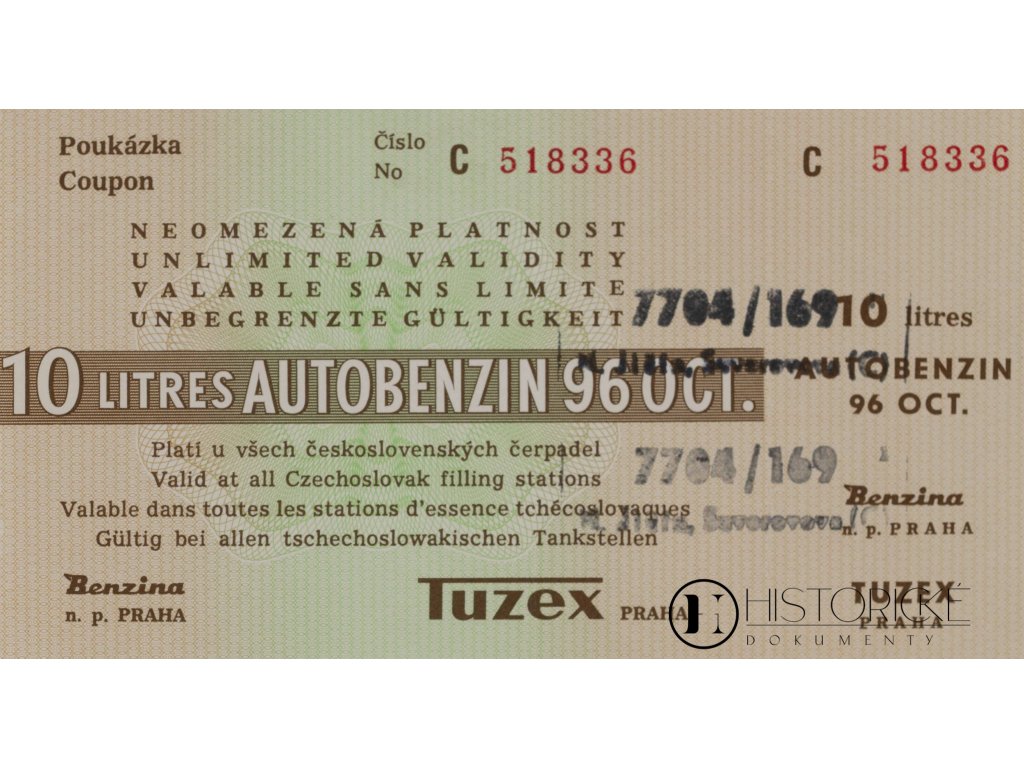 Poukázka
Coupon
Číslo
No
C 518336
C 518336
NEOMEZENÁ PLATNOST
UNLIMITED VALIDITY
VALABLE SANS LIMITE
UNBEGRENZTE GÜLTIGKEIT
7704/169
10 litres
AUTOBENZIN
96 OCT.
10 LITRES AUTOBENZIN 96 OCT.
Platí u všech československých čerpadel
Valid at all Czechoslovak filling stations
Valable dans toutes les stations d'essence tchécoslovaques
Gültig bei allen tschechoslowakischen Tankstellen
7704/169
Benzina
n. p. PRAHA
Benzina
n. p. PRAHA
TUZEX PRAHA
TUZEX
PRAHA
HISTORICKÉ
DOKUMENTY